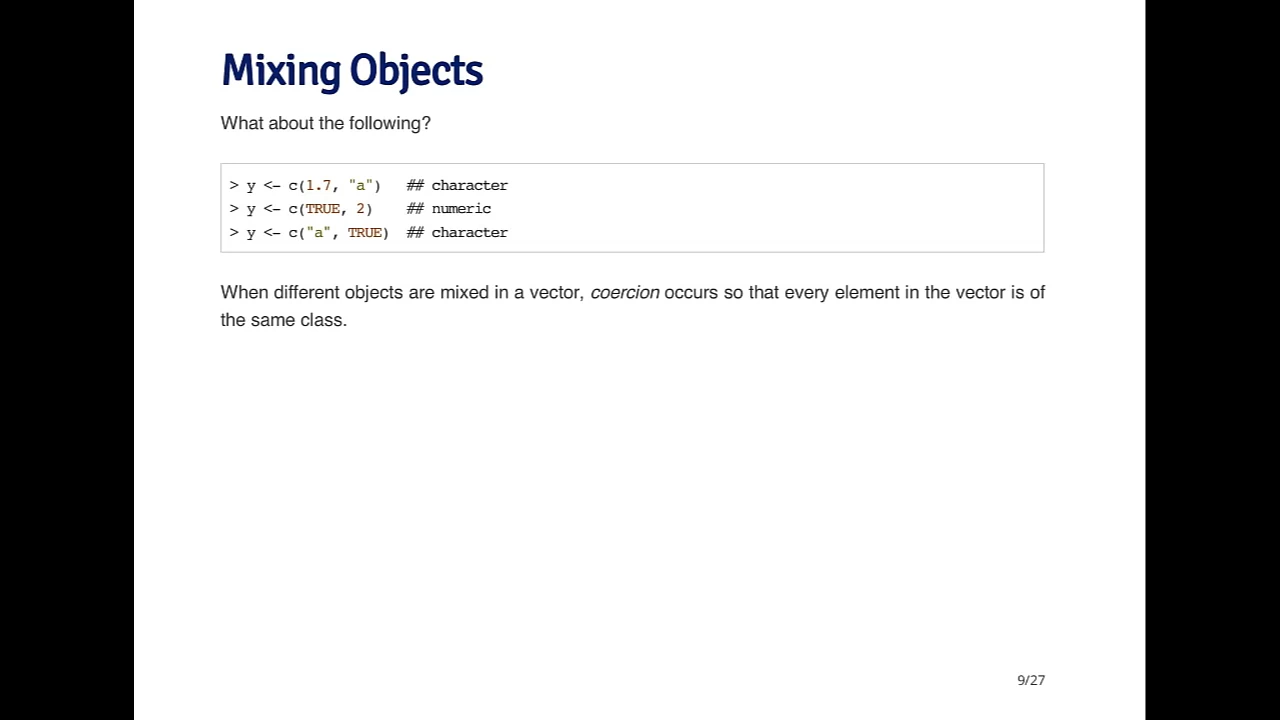 Mixing Objects
What about the following?
> y <- c(1.7, "a")   ## character
> y <- c(TRUE, 2)    ## numeric
> y <- c("a", TRUE)  ## character
When different objects are mixed in a vector, coercion occurs so that every element in the vector is of
the same class.
9/27